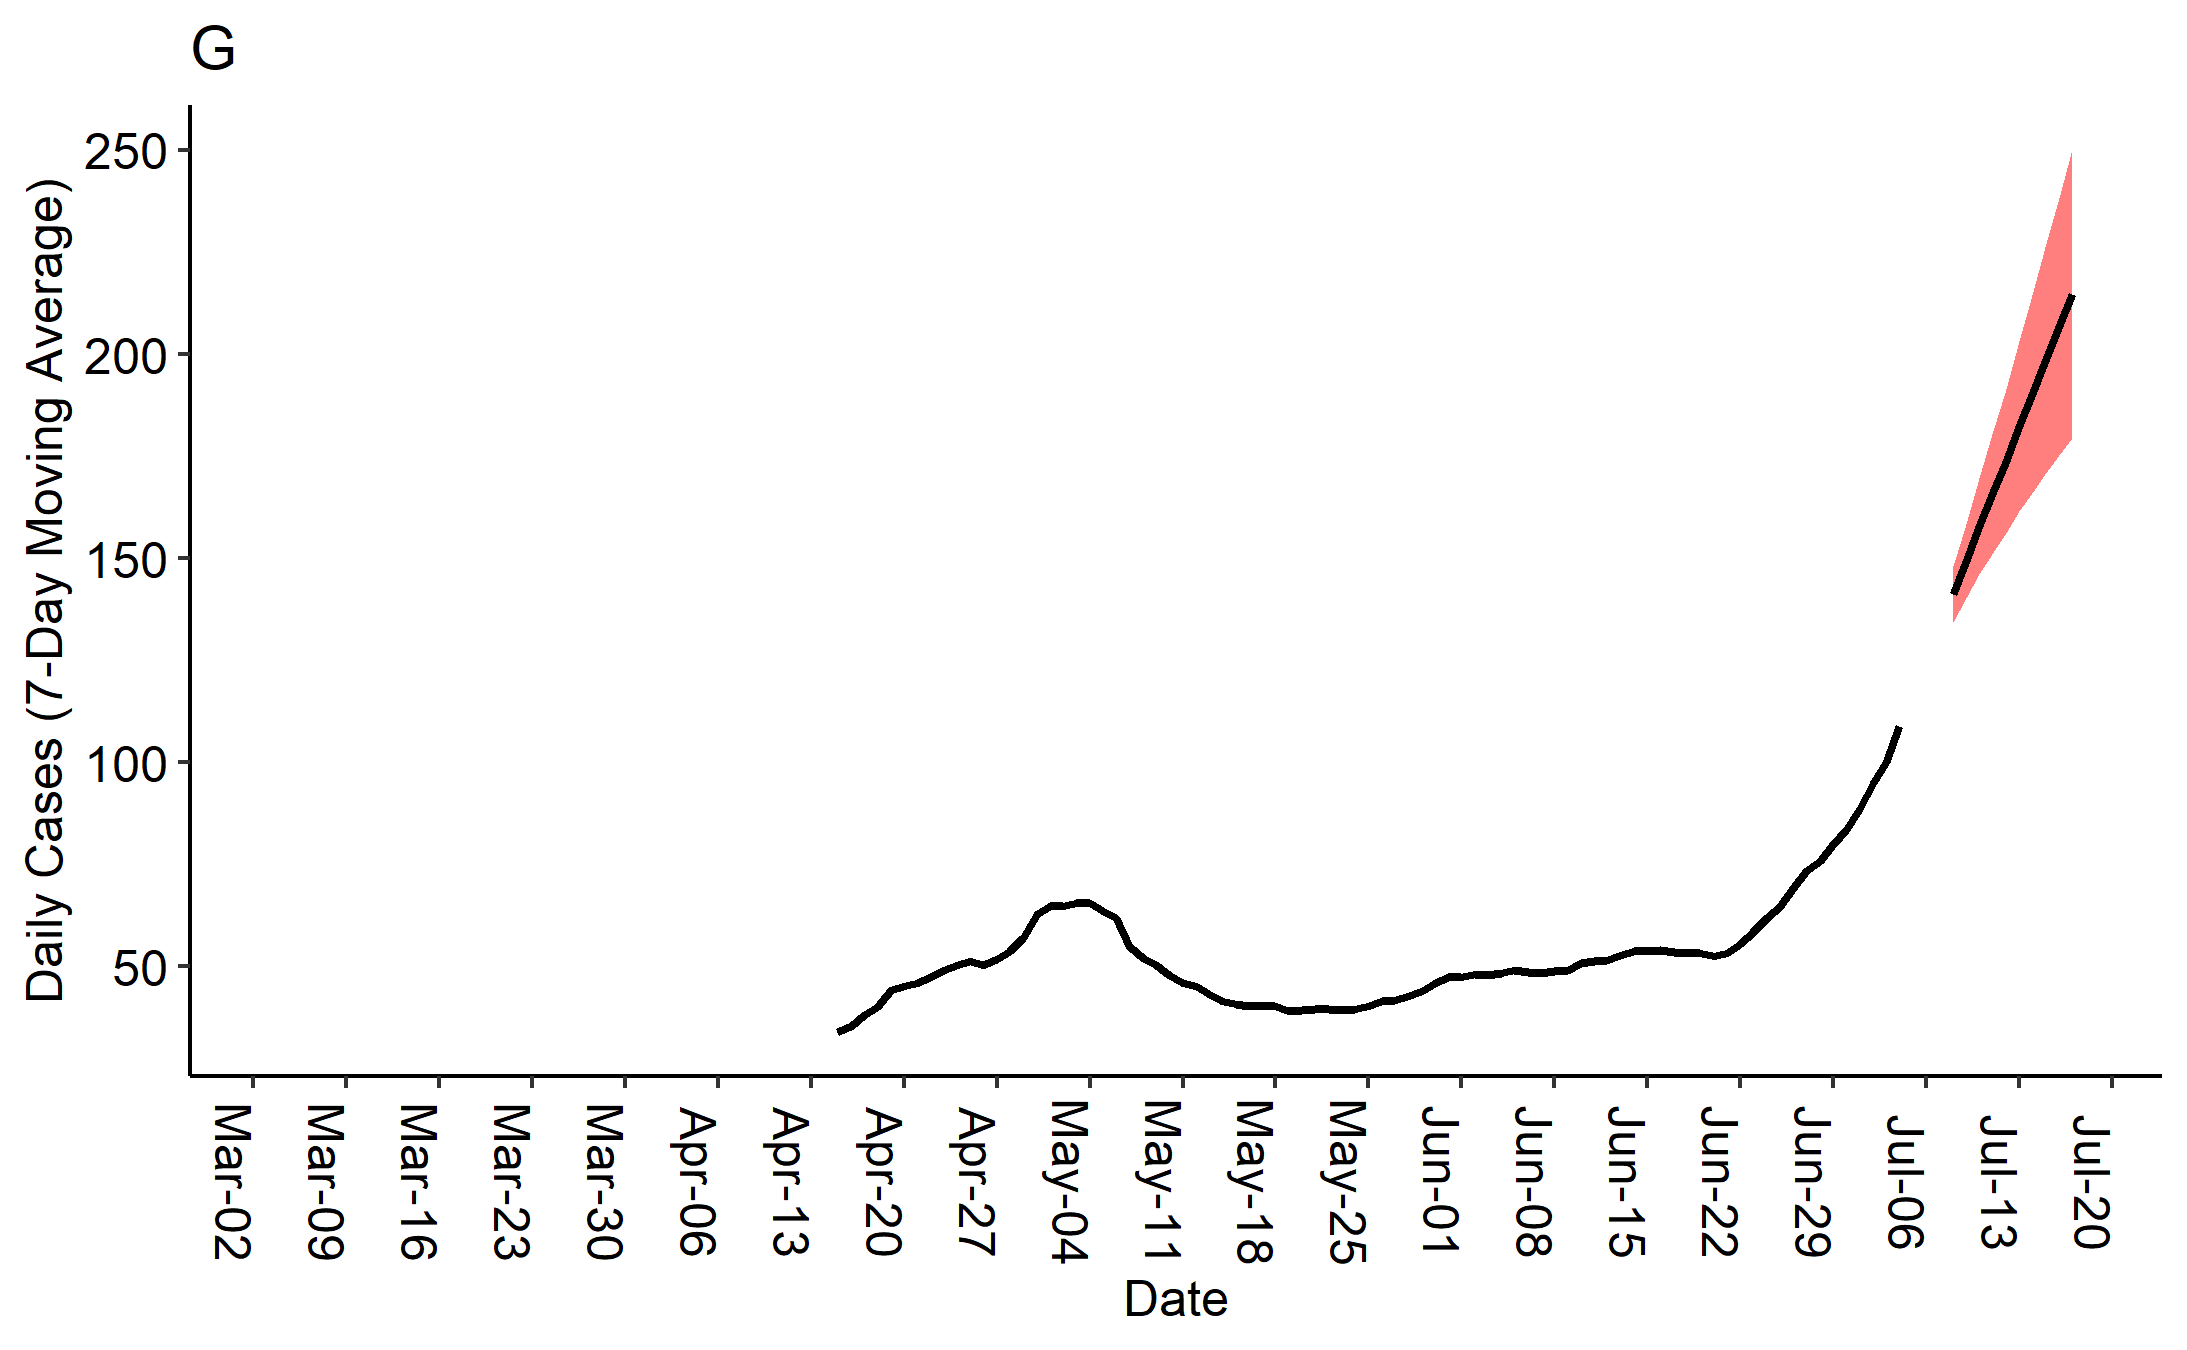 G
Daily Cases (7-Day Moving Average)
250
200
150
100
50
Mar-02
Mar-09
Mar-16
Mar-23
Mar-30
Apr-06
Apr-13
Apr-20
Apr-27
May-04
May-11
May-18
May-25
Jun-01
Jun-08
Jun-15
Jun-22
Jun-29
Jul-06
Jul-13
Jul-20
Date